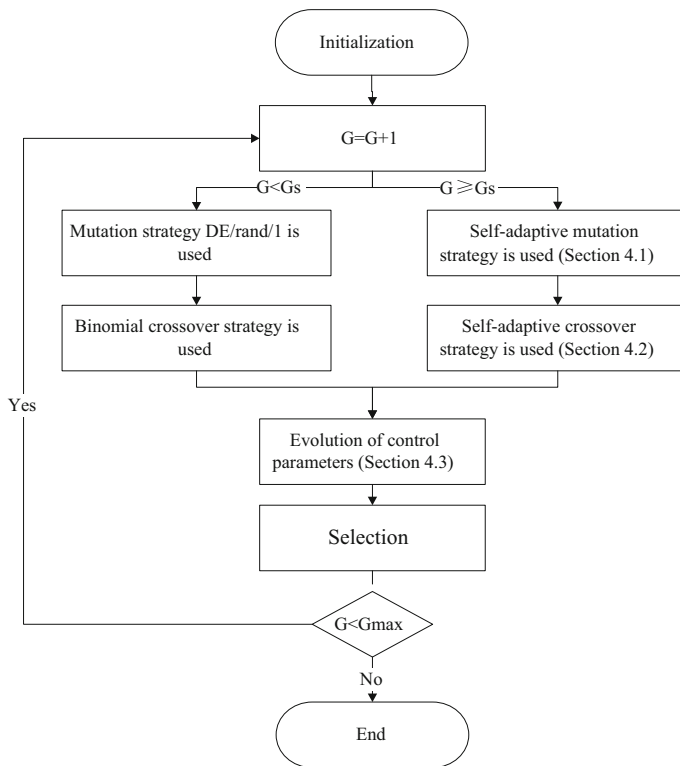 Initialization
G=G+1
G<Gs
G≥Gs
Mutation strategy DE/rand/1 is
used
Self-adaptive mutation
strategy is used (Section 4.1)
Binomial crossover strategy is
used
Self-adaptive crossover
strategy is used (Section 4.2)
Yes
Evolution of control
parameters (Section 4.3)
Selection
G<Gmax
No
End